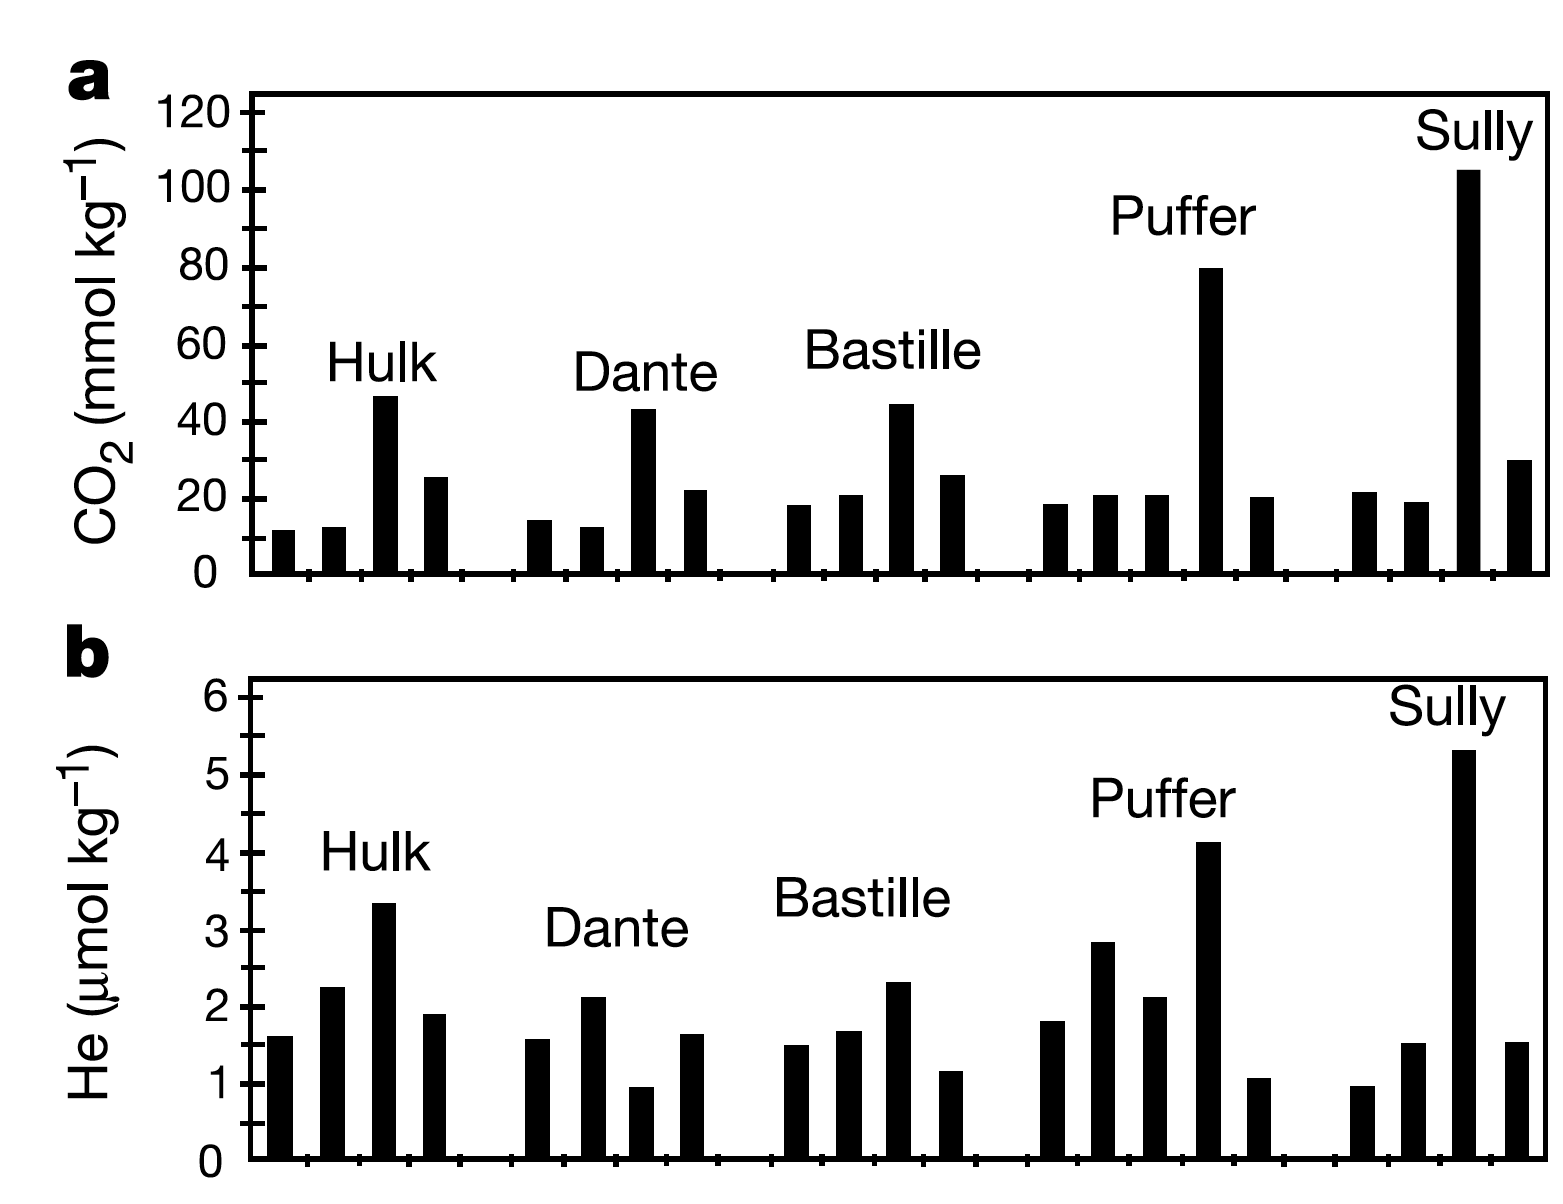 a
CO₂ (mmol kg⁻¹)
120
100
80
60
40
20
0
Hulk
Dante
Bastille
Puffer
Sully
b
He (μmol kg⁻¹)
6
5
4
3
2
1
0
Hulk
Dante
Bastille
Puffer
Sully